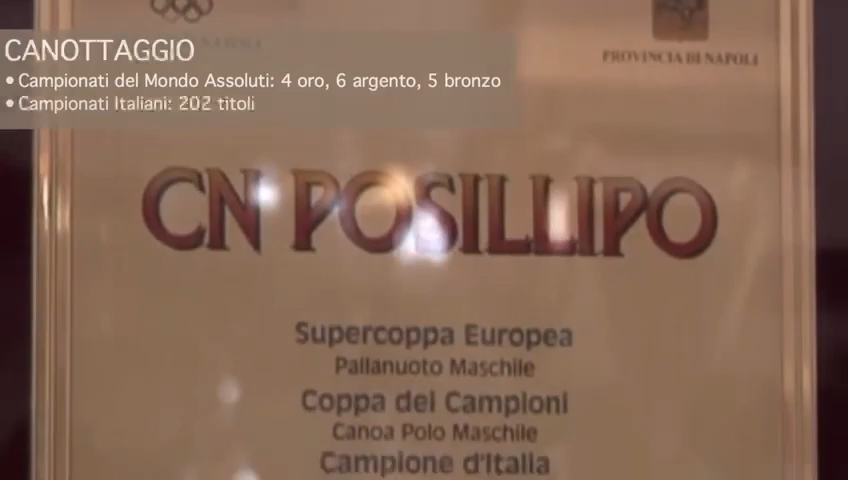 CANOTTAGGIO
• Campionati del Mondo Assoluti: 4 oro, 6 argento, 5 bronzo
• Campionati Italiani: 202 titoli
PROVINCIA DI NAPOLI
CN POSILLIPO
Supercoppa Europea
Pallanuoto Maschile
Coppa dei Campioni
Canoa Polo Maschile
Campione d'Italia